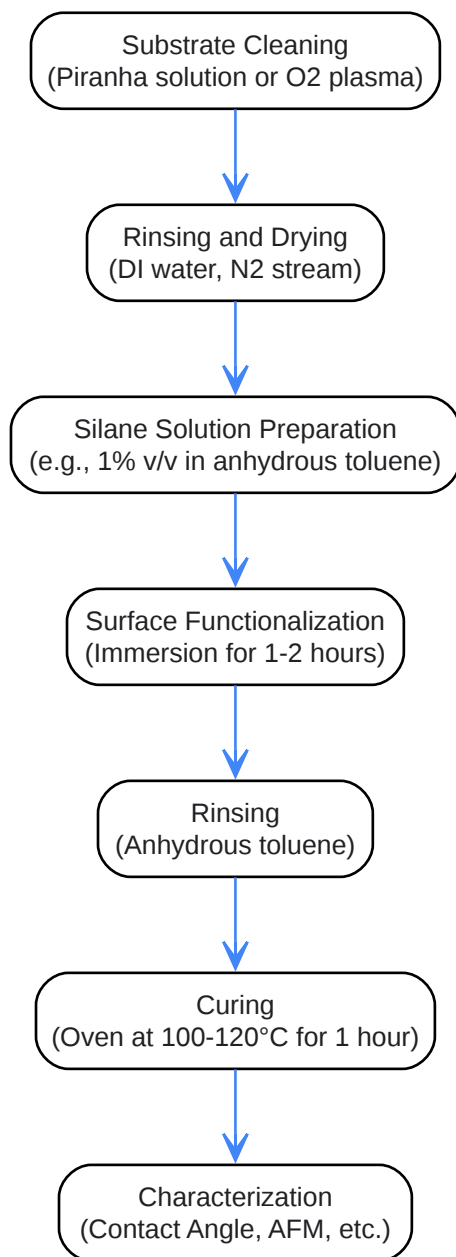 Substrate Cleaning
(Piranha solution or O2 plasma)
Rinsing and Drying
(DI water, N2 stream)
Silane Solution Preparation
(e.g., 1% v/v in anhydrous toluene)
Surface Functionalization
(Immersion for 1-2 hours)
Rinsing
(Anhydrous toluene)
Curing
(Oven at 100-120°C for 1 hour)
Characterization
(Contact Angle, AFM, etc.)